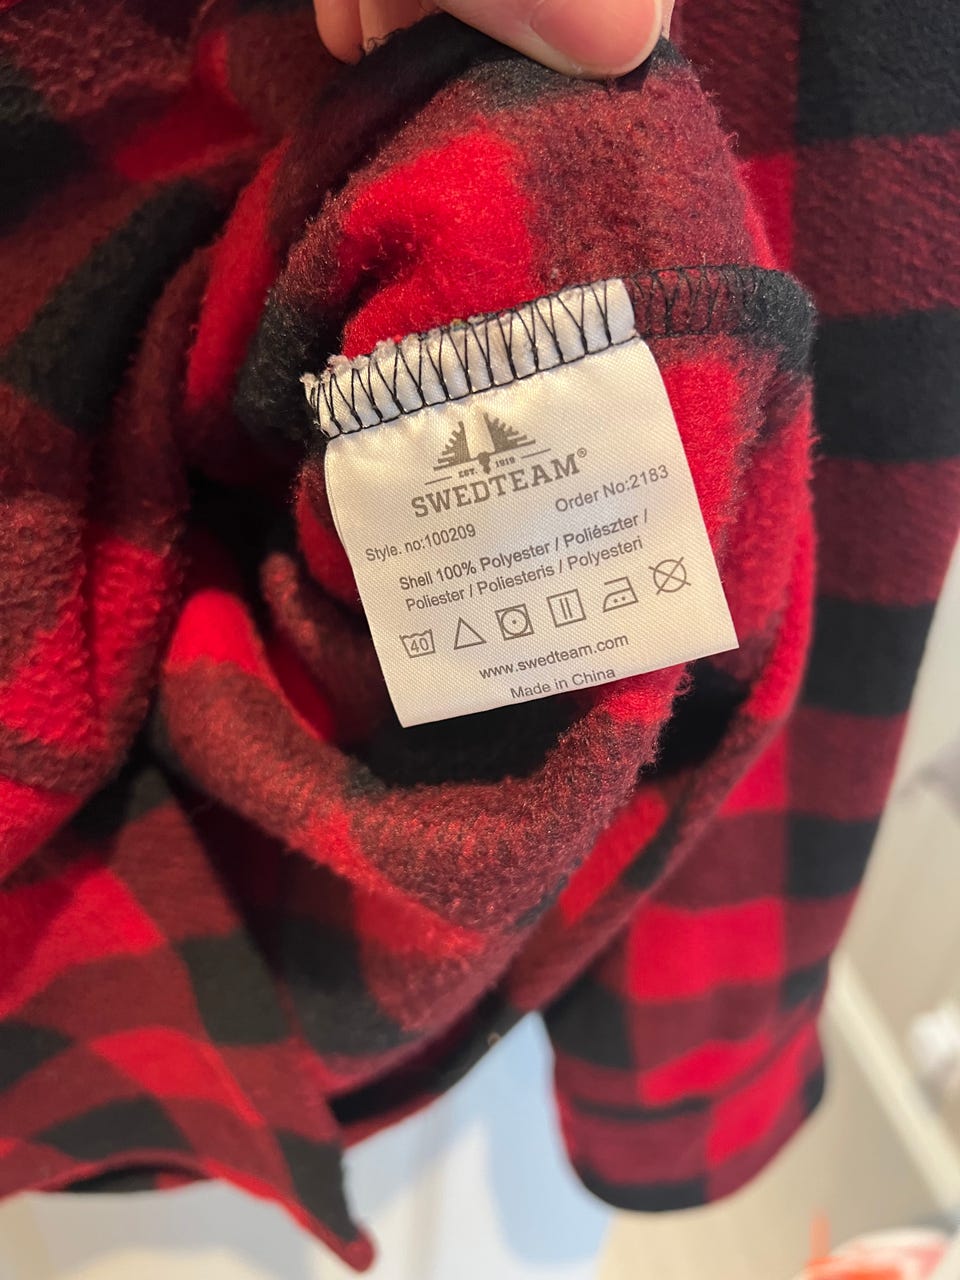 EST. 1919
SWEDTEAM®
Style. no:100209 Order No:2183
Shell 100% Polyester / Poliészter /
Poliester / Poliesteris / Polyesteri
40
www.swedteam.com
Made in China